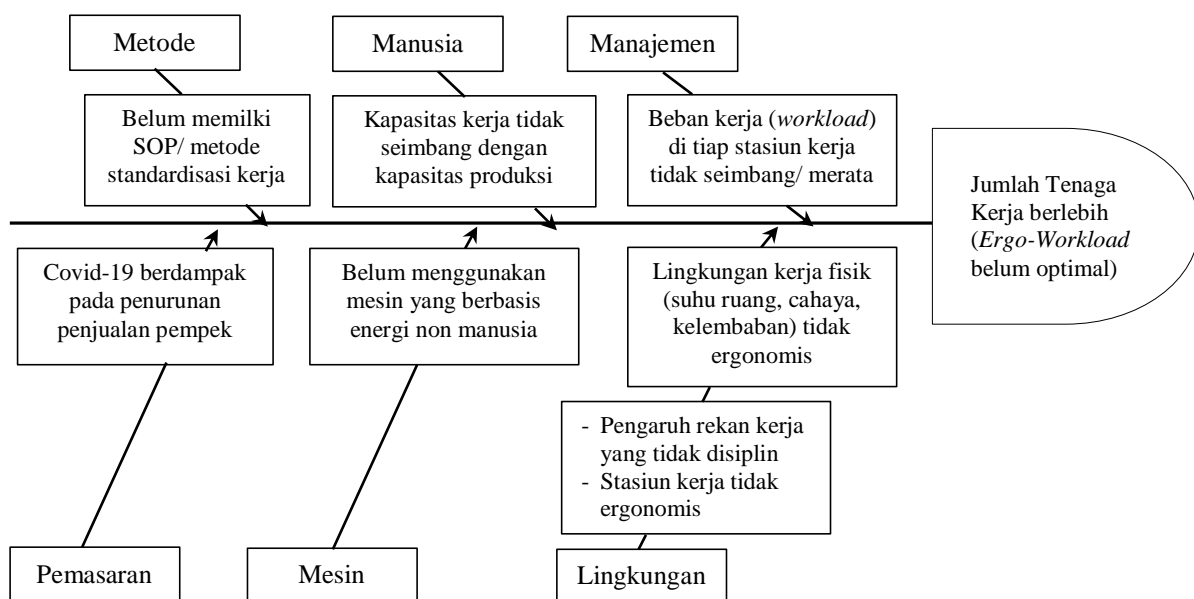 Metode
Manusia
Manajemen
Belum memilki
SOP/ metode
standardisasi kerja
Kapasitas kerja tidak
seimbang dengan
kapasitas produksi
Beban kerja (workload)
di tiap stasiun kerja
tidak seimbang/ merata
Jumlah Tenaga
Kerja berlebih
(Ergo-Workload
belum optimal)
Covid-19 berdampak
pada penurunan
penjualan pempek
Belum menggunakan
mesin yang berbasis
energi non manusia
Lingkungan kerja fisik
(suhu ruang, cahaya,
kelembaban) tidak
ergonomis
- Pengaruh rekan kerja
yang tidak disiplin
- Stasiun kerja tidak
ergonomis
Pemasaran
Mesin
Lingkungan